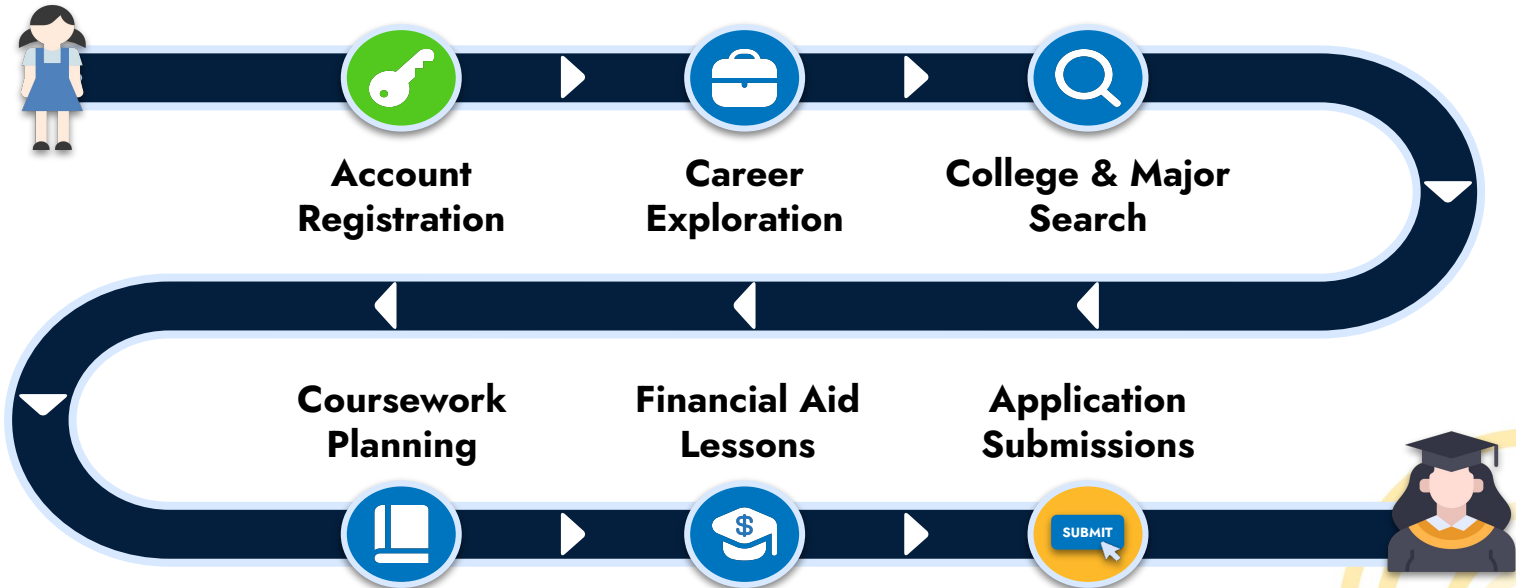 Account
Registration
Career
Exploration
College & Major
Search
Coursework
Planning
Financial Aid
Lessons
Application
Submissions
$
SUBMIT